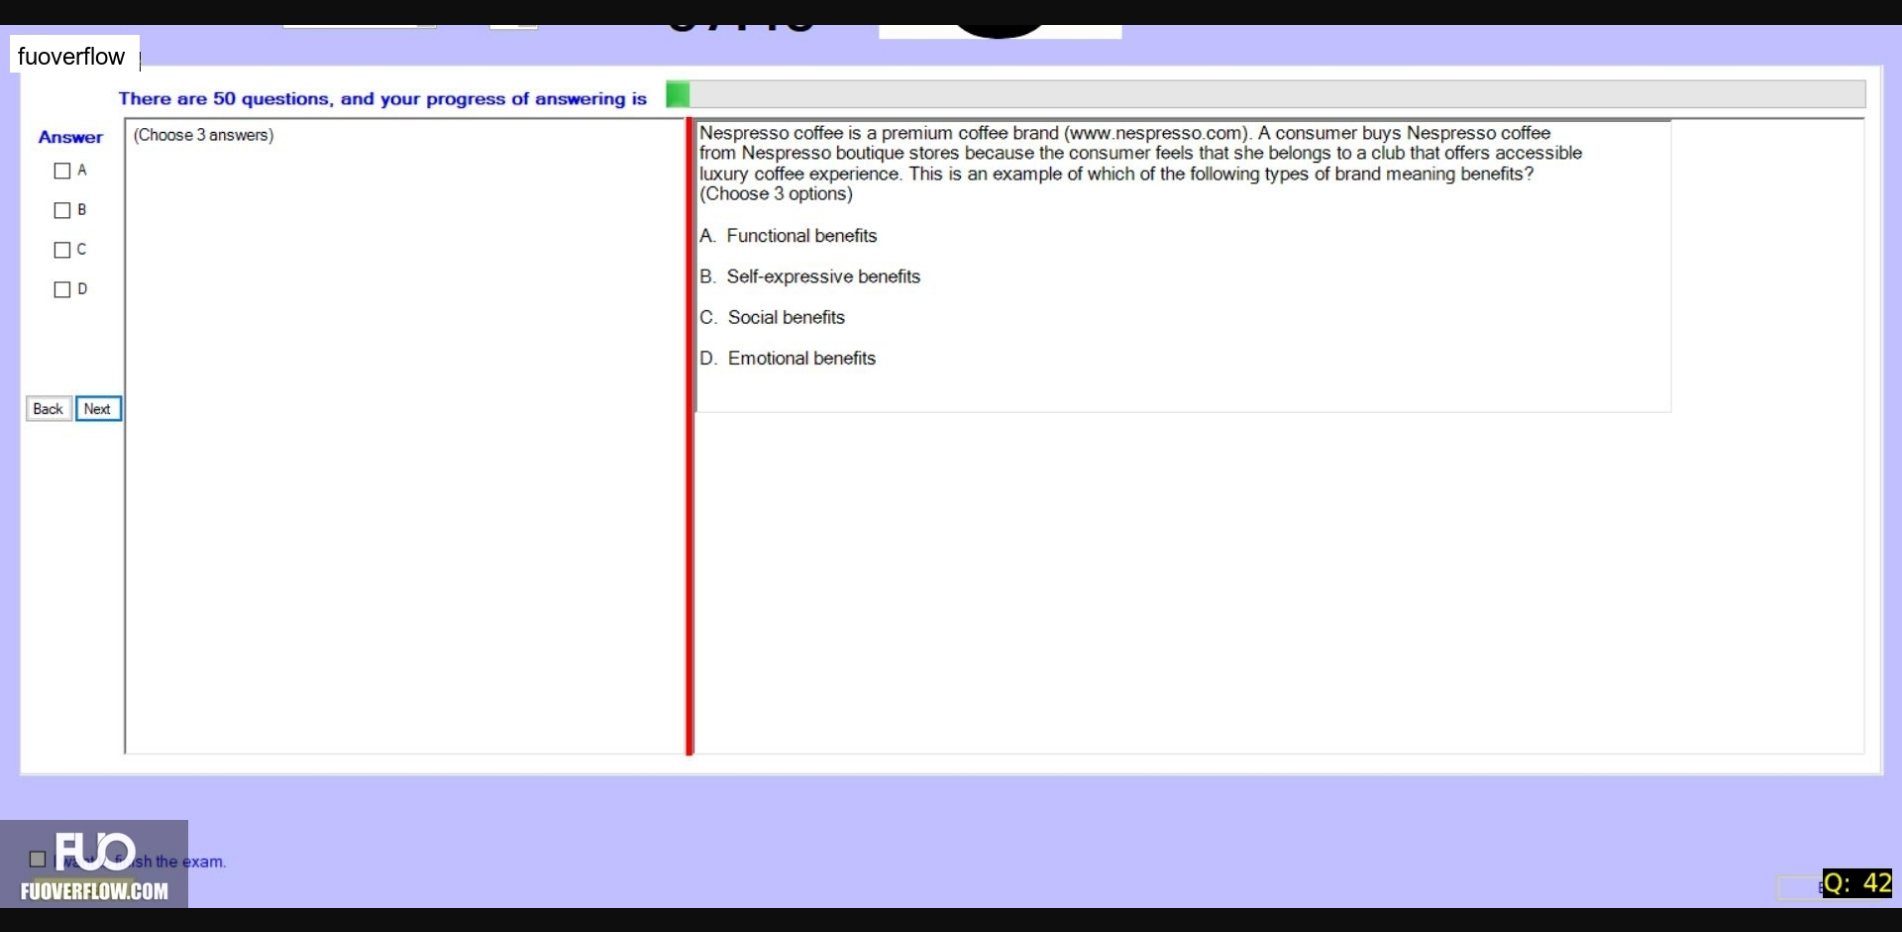 fuoverflow
There are 50 questions, and your progress of answering is
Answer
(Choose 3 answers)
A
B
C
D
Back Next
Nespresso coffee is a premium coffee brand (www.nespresso.com). A consumer buys Nespresso coffee
from Nespresso boutique stores because the consumer feels that she belongs to a club that offers accessible
luxury coffee experience. This is an example of which of the following types of brand meaning benefits?
(Choose 3 options)
A. Functional benefits
B. Self-expressive benefits
C. Social benefits
D. Emotional benefits
FUO
the exam.
FUOVERFLOW.COM
Q: 42